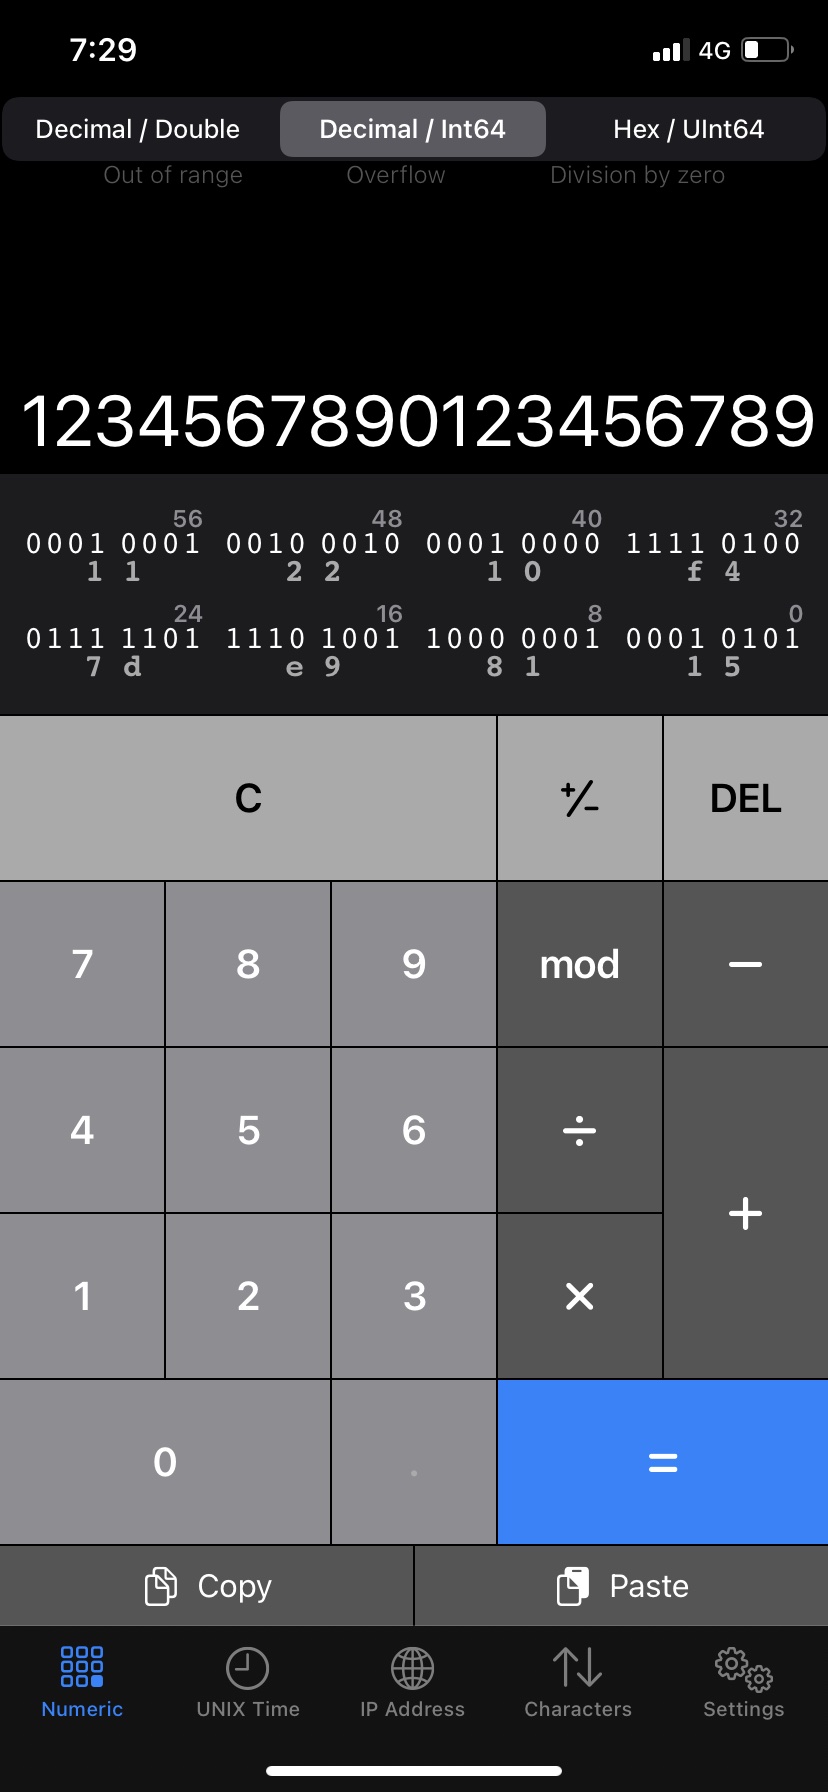 7:29 4G
Decimal / Double Decimal / Int64 Hex / UInt64
Out of range Overflow Division by zero
1234567890123456789
56 48 40 32
0001 0001 0010 0010 0001 0000 1111 0100
1 1 2 2 1 0 f 4
24 16 8 0
0111 1101 1110 1001 1000 0001 0001 0101
7 d e 9 8 1 1 5
C +/− DEL
7 8 9 mod −
4 5 6 ÷
+
1 2 3 ×
0 . =
Copy Paste
Numeric UNIX Time IP Address Characters Settings